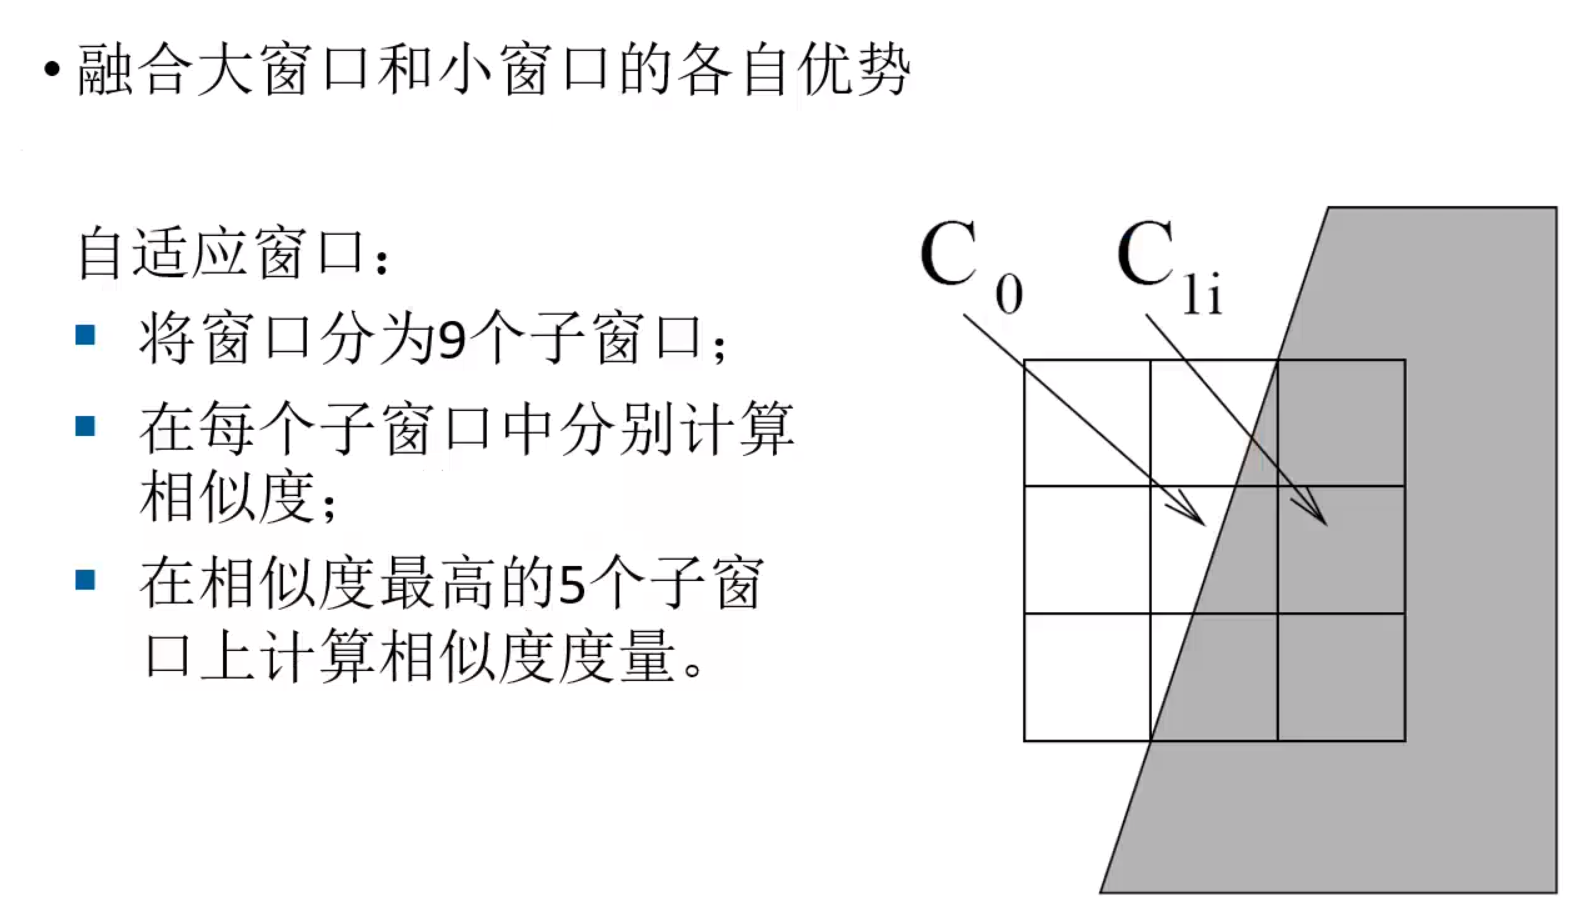 • 融合大窗口和小窗口的各自优势
自适应窗口：
▪ 将窗口分为9个子窗口；
▪ 在每个子窗口中分别计算
相似度；
▪ 在相似度最高的5个子窗
口上计算相似度度量。
C0 C1i